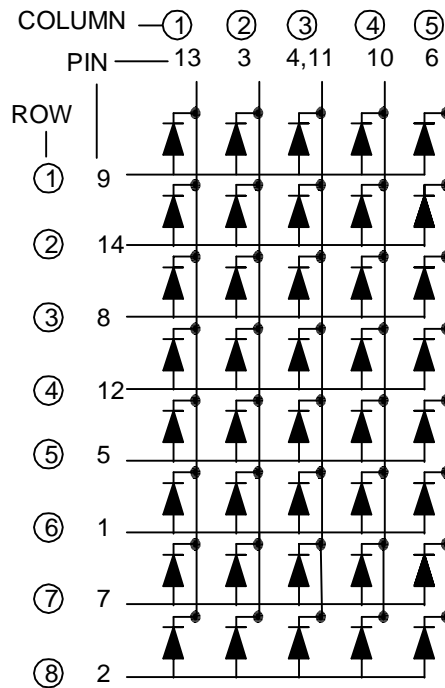 COLUMN ① ② ③ ④ ⑤
PIN 13 3 4,11 10 6
ROW
① 9
② 14
③ 8
④ 12
⑤ 5
⑥ 1
⑦ 7
⑧ 2